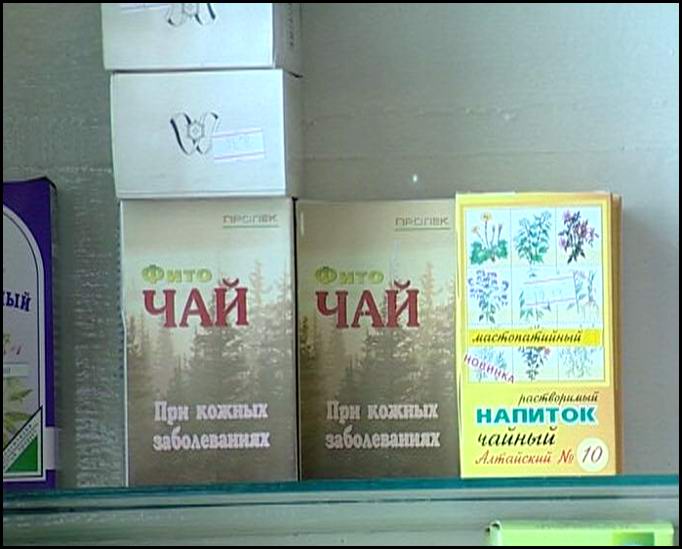 ный
ПРОЛЕК
Фито
ЧАЙ
При кожных
заболеваниях
ПРОЛЕК
Фито
ЧАЙ
При кожных
заболеваниях
мастопатийный
НОВИНКА
растворимый
НАПИТОК
чайный
Алтайский № 10